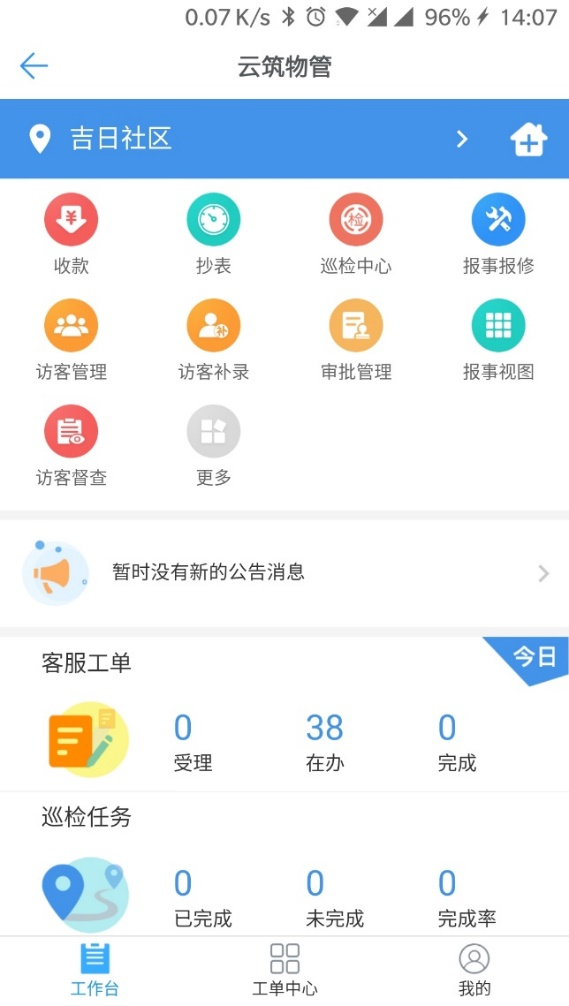 0.07 K/s 96% 14:07
云筑物管
吉日社区
收款 抄表 巡检中心 报事报修
访客管理 访客补录 审批管理 报事视图
访客督查 更多
暂时没有新的公告消息
今日
客服工单
0 38 0
受理 在办 完成
巡检任务
0 0 0
已完成 未完成 完成率
工作台 工单中心 我的